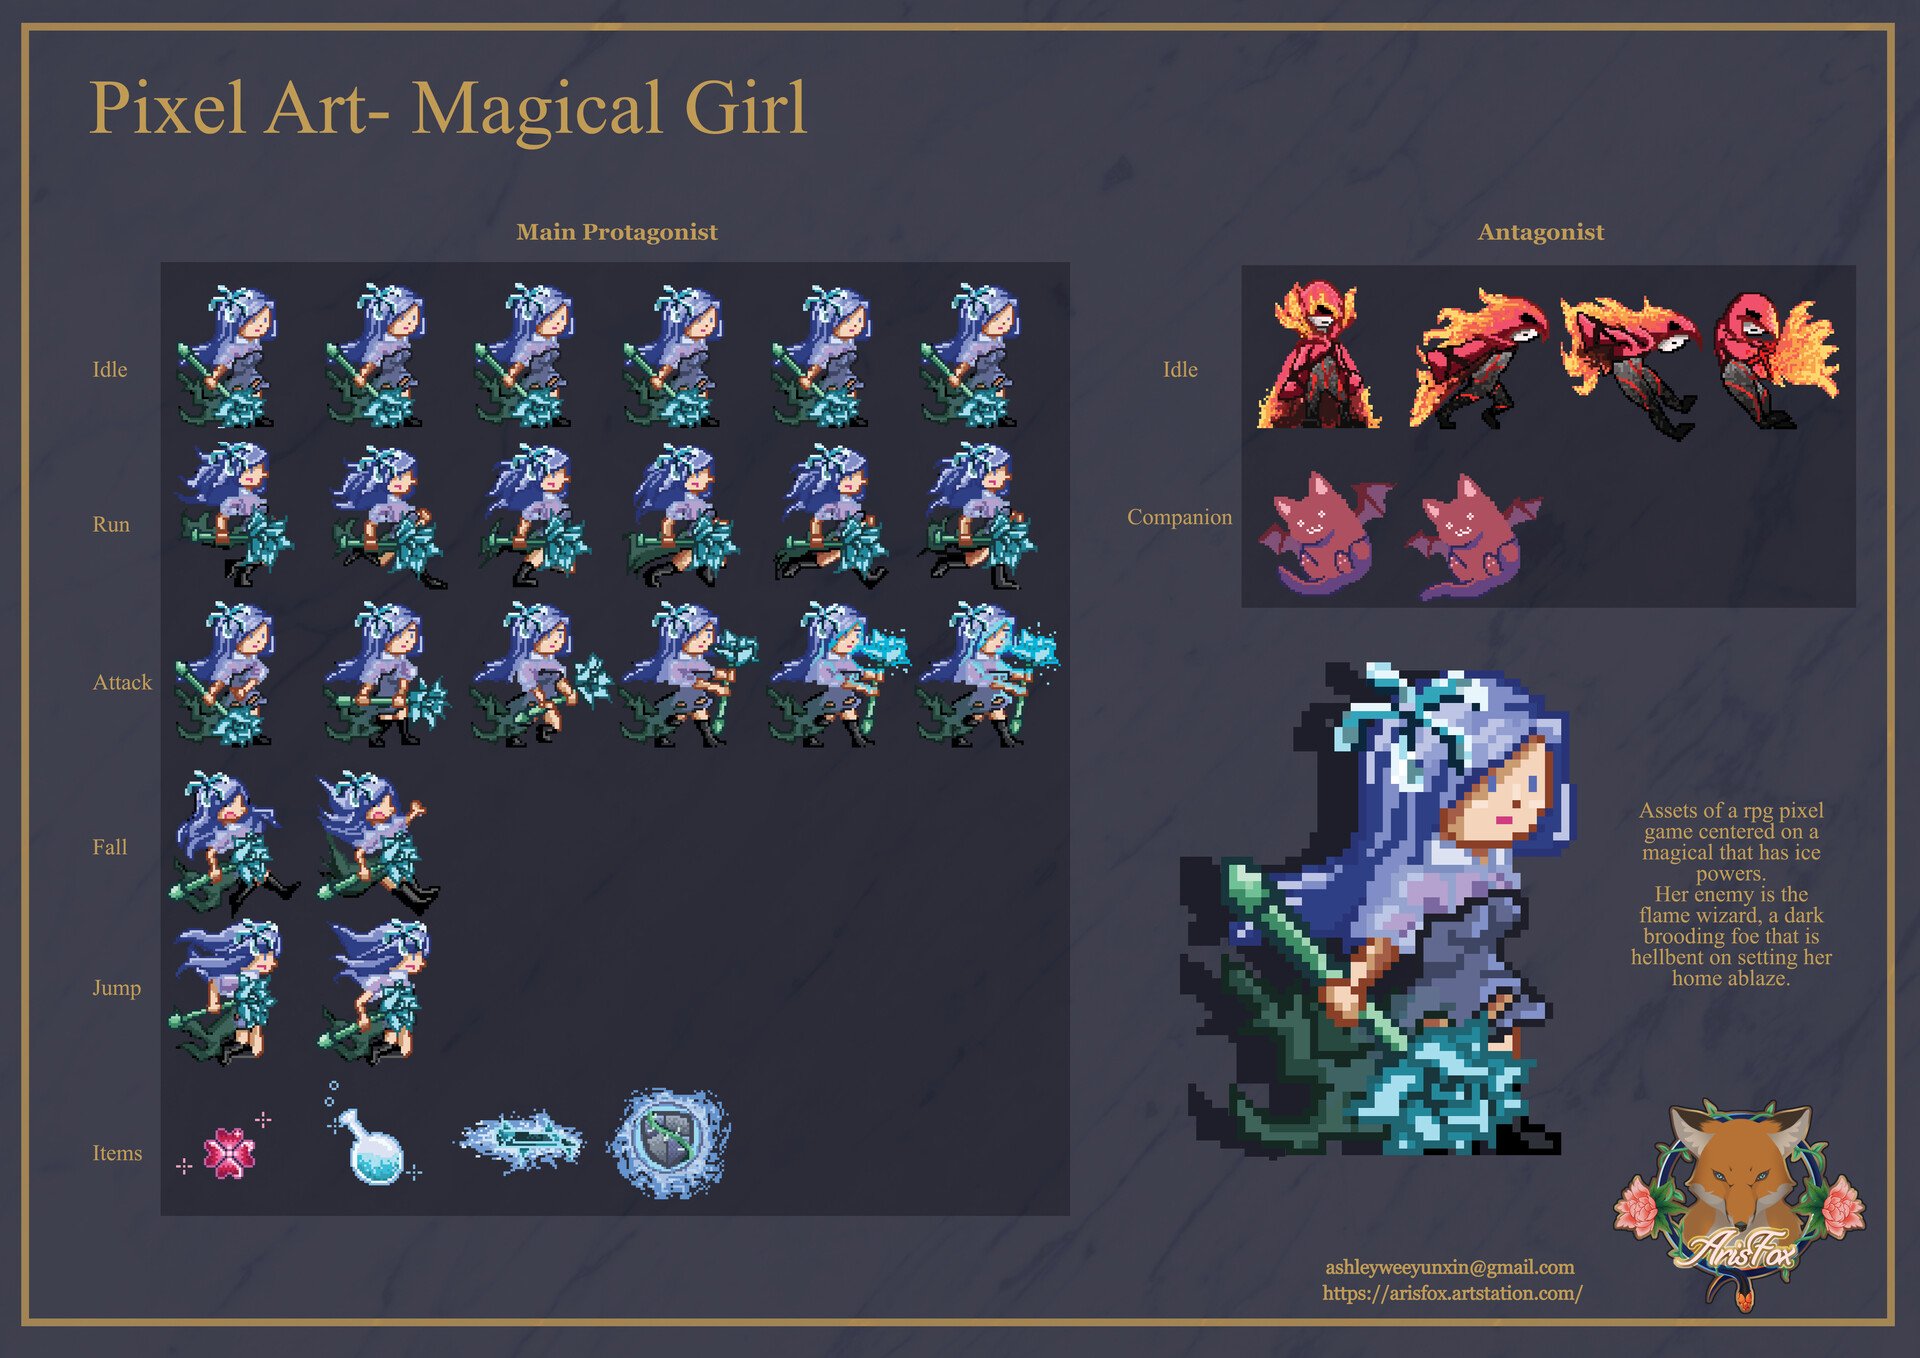 Pixel Art- Magical Girl
Main Protagonist
Idle
Run
Attack
Fall
Jump
Items
Antagonist
Idle
Companion
Assets of a rpg pixel
game centered on a
magical that has ice
powers.
Her enemy is the
flame wizard, a dark
brooding foe that is
hellbent on setting her
home ablaze.
ArisFox
ashleyweeyunxin@gmail.com
https://arisfox.artstation.com/